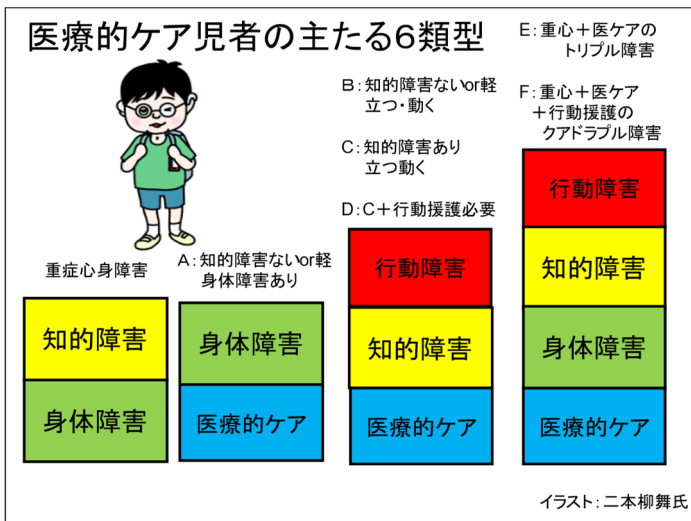 医療的ケア児者の主たる6類型
E:重心+医ケアの
トリプル障害
B:知的障害ないor軽
立つ・動く
F:重心+医ケア
+行動援護の
クアドラプル障害
C:知的障害あり
立つ動く
D:C+行動援護必要
重症心身障害
A:知的障害ないor軽
身体障害あり
知的障害
身体障害
身体障害
医療的ケア
行動障害
知的障害
医療的ケア
行動障害
知的障害
身体障害
医療的ケア
イラスト:二本柳舞氏